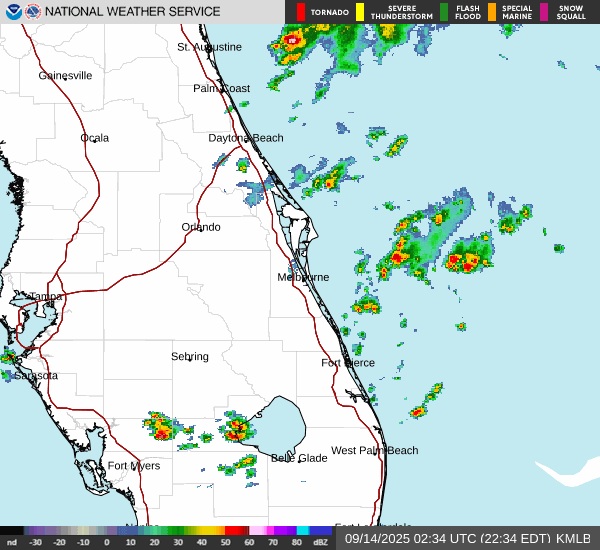 NATIONAL WEATHER SERVICE
TORNADO
SEVERE
THUNDERSTORM
FLASH
FLOOD
SPECIAL
MARINE
SNOW
SQUALL
St. Augustine
Gainesville
Palm Coast
Ocala
Daytona Beach
Orlando
Melbourne
Tampa
Sebring
Fort Pierce
Sarasota
West Palm Beach
Belle Glade
Fort Myers
nd -30 -20 -10 0 10 20 30 40 50 60 70 80 dBZ
09/14/2025 02:34 UTC (22:34 EDT) KMLB